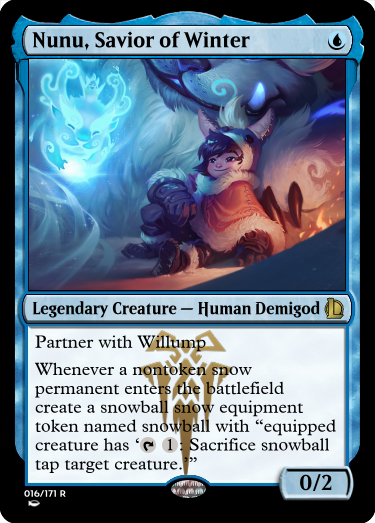 Nunu, Savior of Winter
Legendary Creature — Human Demigod
Partner with Willump
Whenever a nontoken snow
permanent enters the battlefield
create a snowball snow equipment
token named snowball with “equipped
creature has ‘ 1: Sacrifice snowball
tap target creature.’”
0/2
016/171 R